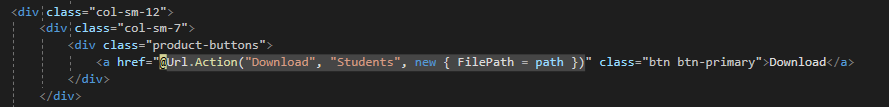 <div class="col-sm-12">
<div class="col-sm-7">
<div class="product-buttons">
<a href="@Url.Action("Download", "Students", new { FilePath = path })" class="btn btn-primary">Download</a>
</div>
</div>